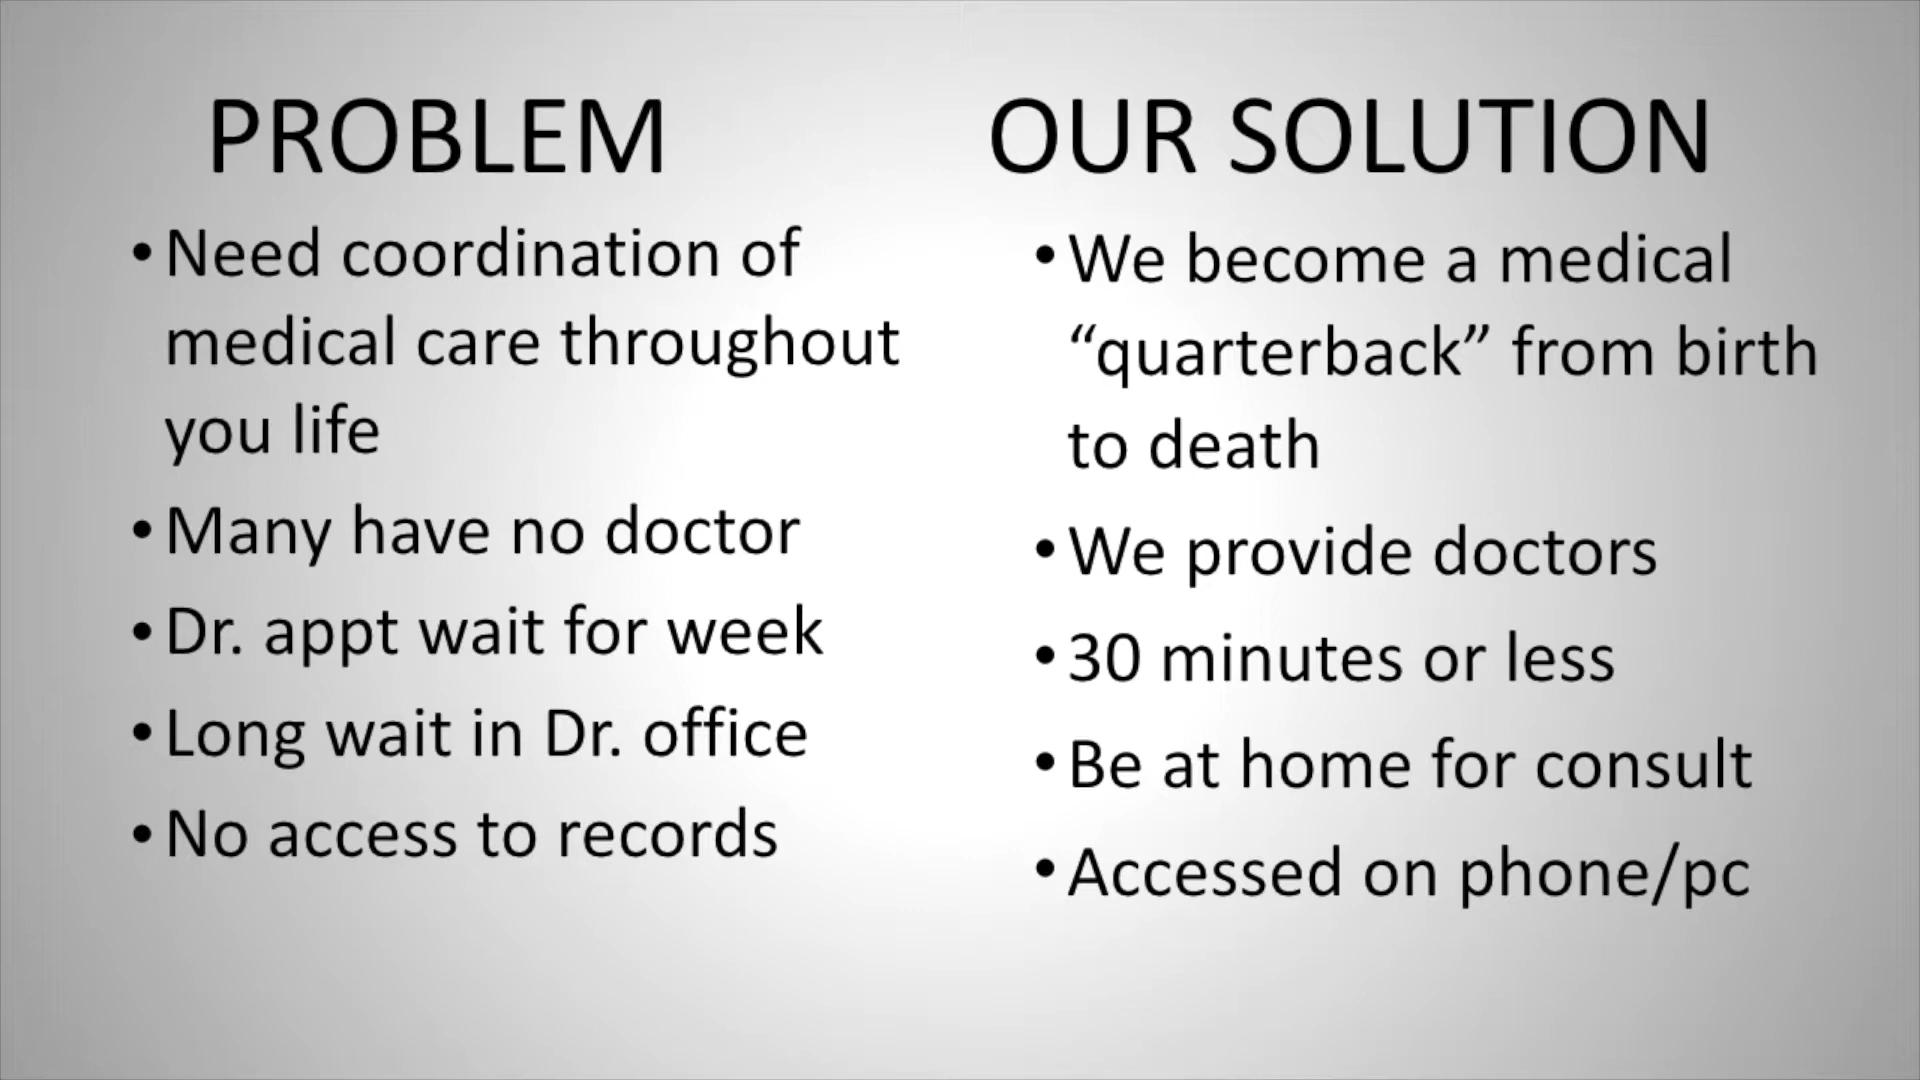 PROBLEM
• Need coordination of
medical care throughout
you life
• Many have no doctor
• Dr. appt wait for week
• Long wait in Dr. office
• No access to records
OUR SOLUTION
• We become a medical
“quarterback” from birth
to death
• We provide doctors
• 30 minutes or less
• Be at home for consult
• Accessed on phone/pc